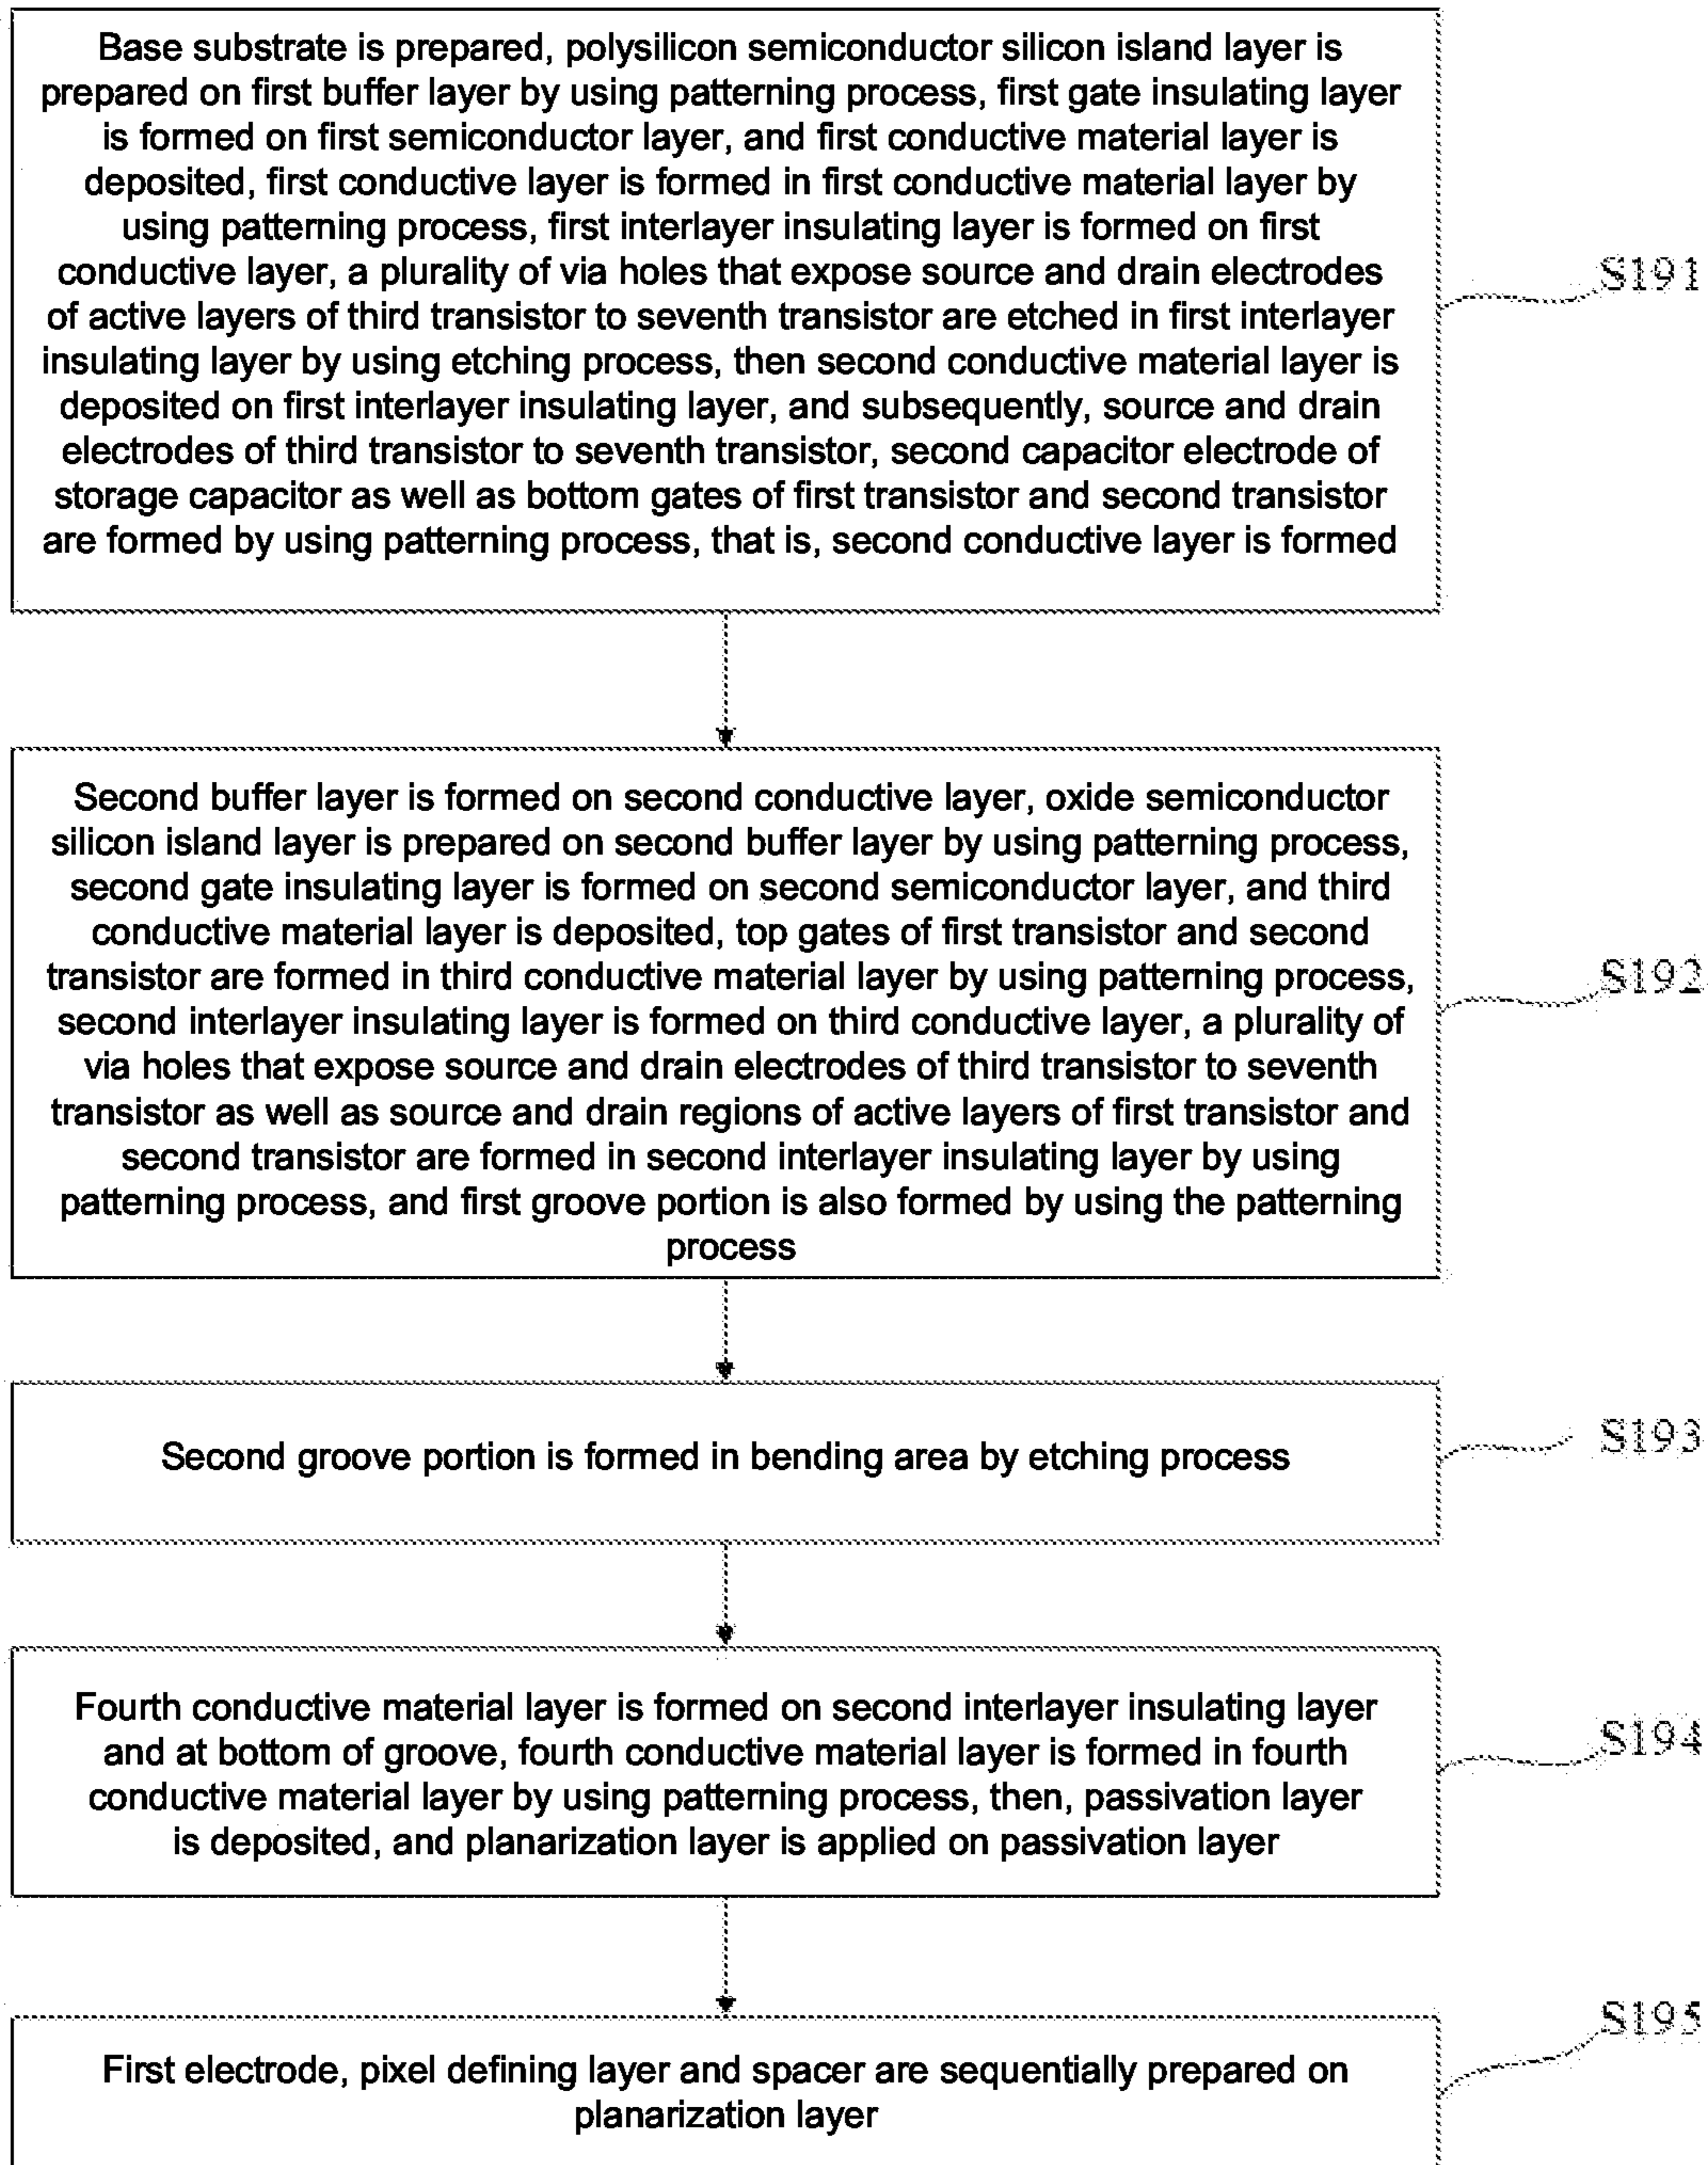 Base substrate is prepared, polysilicon semiconductor silicon island layer is
prepared on first buffer layer by using patterning process, first gate insulating layer
is formed on first semiconductor layer, and first conductive material layer is
deposited, first conductive layer is formed in first conductive material layer by
using patterning process, first interlayer insulating layer is formed on first
conductive layer, a plurality of via holes that expose source and drain electrodes
of active layers of third transistor to seventh transistor are etched in first interlayer
insulating layer by using etching process, then second conductive material layer is
deposited on first interlayer insulating layer, and subsequently, source and drain
electrodes of third transistor to seventh transistor, second capacitor electrode of
storage capacitor as well as bottom gates of first transistor and second transistor
are formed by using patterning process, that is, second conductive layer is formed
S191
Second buffer layer is formed on second conductive layer, oxide semiconductor
silicon island layer is prepared on second buffer layer by using patterning process,
second gate insulating layer is formed on second semiconductor layer, and third
conductive material layer is deposited, top gates of first transistor and second
transistor are formed in third conductive material layer by using patterning process,
second interlayer insulating layer is formed on third conductive layer, a plurality of
via holes that expose source and drain electrodes of third transistor to seventh
transistor as well as source and drain regions of active layers of first transistor and
second transistor are formed in second interlayer insulating layer by using
patterning process, and first groove portion is also formed by using the patterning
process
S192
Second groove portion is formed in bending area by etching process
S193
Fourth conductive material layer is formed on second interlayer insulating layer
and at bottom of groove, fourth conductive material layer is formed in fourth
conductive material layer by using patterning process, then, passivation layer
is deposited, and planarization layer is applied on passivation layer
S194
First electrode, pixel defining layer and spacer are sequentially prepared on
planarization layer
S195